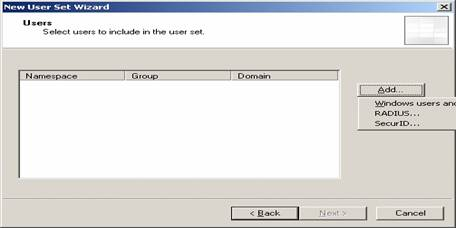 New User Set Wizard
Users
Select users to include in the user set.
Namespace Group Domain
Add...
Windows users and
RADIUS...
SecurID...
< Back Next > Cancel